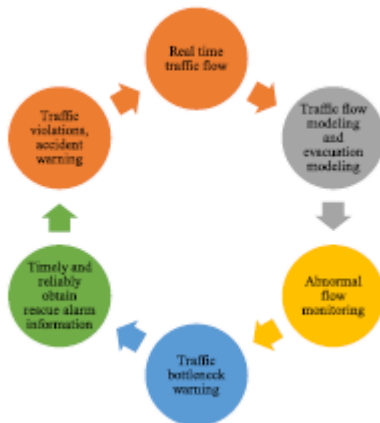 Real time
traffic flow
Traffic flow
modeling
and
evacuation
modeling
Abnormal
flow
monitoring
Traffic
bottleneck
warning
Timely and
reliably
obtain
rescue alarm
information
Traffic
violations,
accident
warning